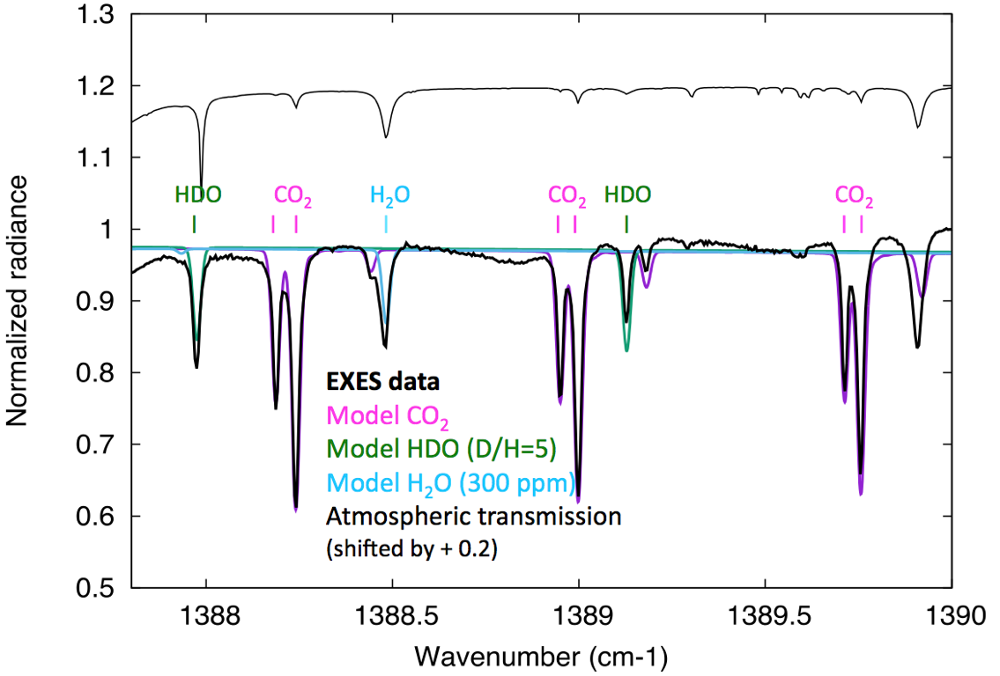 1.3
1.2
1.1
1
0.9
0.8
0.7
0.6
0.5
Normalized radiance
HDO CO₂ H₂O CO₂ HDO CO₂
EXES data
Model CO₂
Model HDO (D/H=5)
Model H₂O (300 ppm)
Atmospheric transmission
(shifted by + 0.2)
1388 1388.5 1389 1389.5 1390
Wavenumber (cm-1)